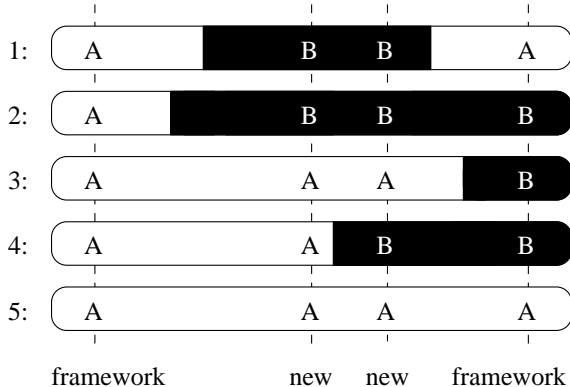 1: A B B A
2: A B B B
3: A A A B
4: A A B B
5: A A A A
framework new new framework